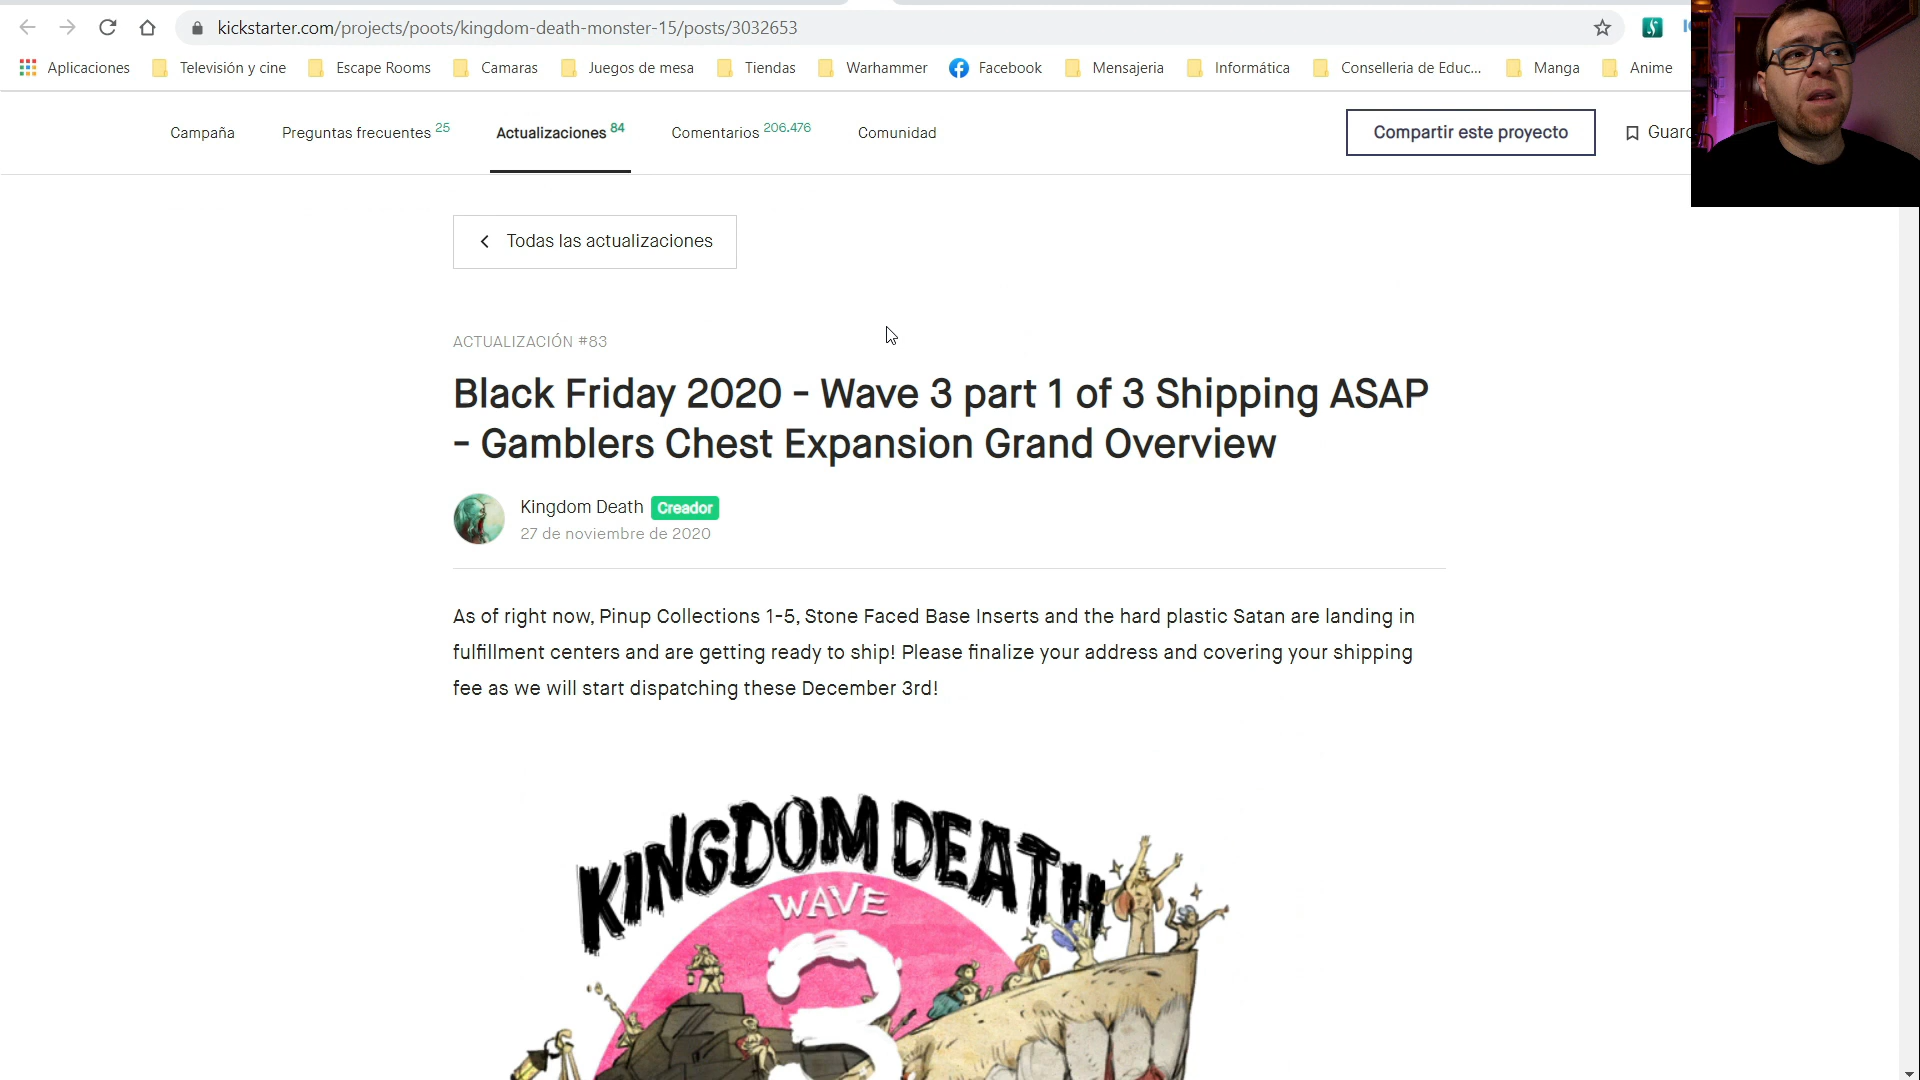 kickstarter.com/projects/poots/kingdom-death-monster-15/posts/3032653
Aplicaciones Televisión y cine Escape Rooms Camaras Juegos de mesa Tiendas Warhammer Facebook Mensajeria Informática Conselleria de Educ... Manga Anime
Campaña Preguntas frecuentes 25 Actualizaciones 84 Comentarios 206.476 Comunidad Compartir este proyecto
Todas las actualizaciones
ACTUALIZACIÓN #83
Black Friday 2020 - Wave 3 part 1 of 3 Shipping ASAP
- Gamblers Chest Expansion Grand Overview
Kingdom Death Creador
27 de noviembre de 2020
As of right now, Pinup Collections 1-5, Stone Faced Base Inserts and the hard plastic Satan are landing in
fulfillment centers and are getting ready to ship! Please finalize your address and covering your shipping
fee as we will start dispatching these December 3rd!
KINGDOM DEATH
WAVE
3